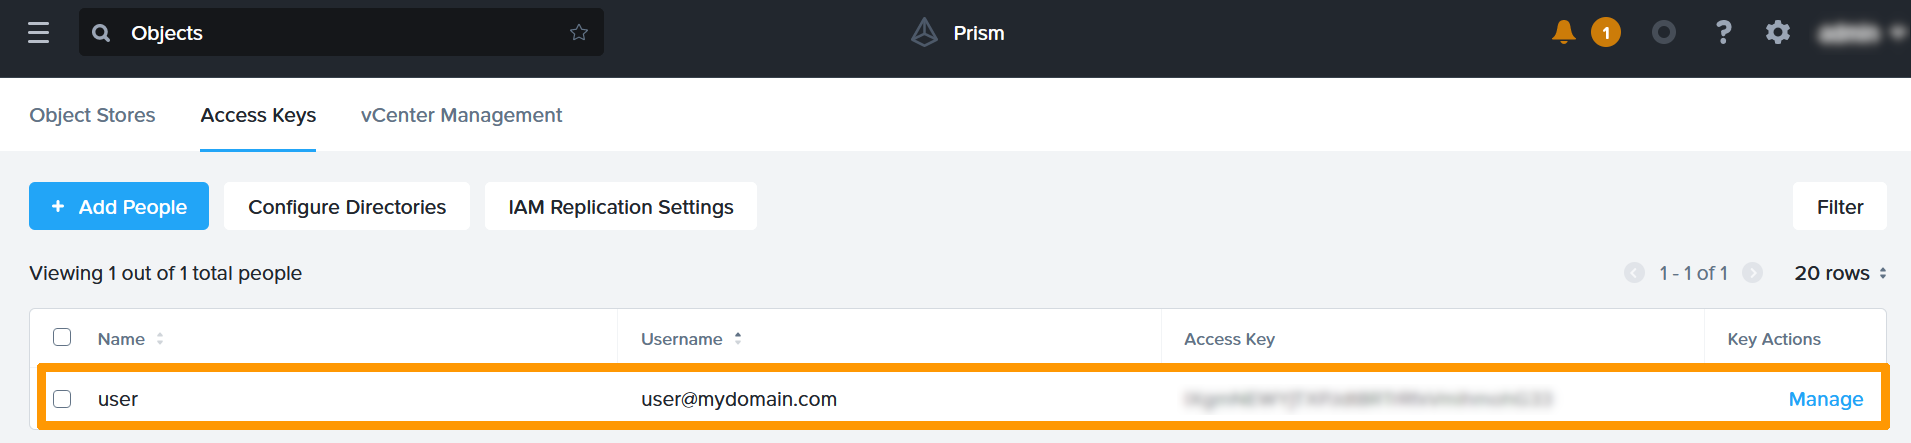 Objects
Prism
1
?
Object Stores Access Keys vCenter Management
+ Add People Configure Directories IAM Replication Settings Filter
Viewing 1 out of 1 total people 1 - 1 of 1 20 rows
Name Username Access Key Key Actions
user user@mydomain.com Manage